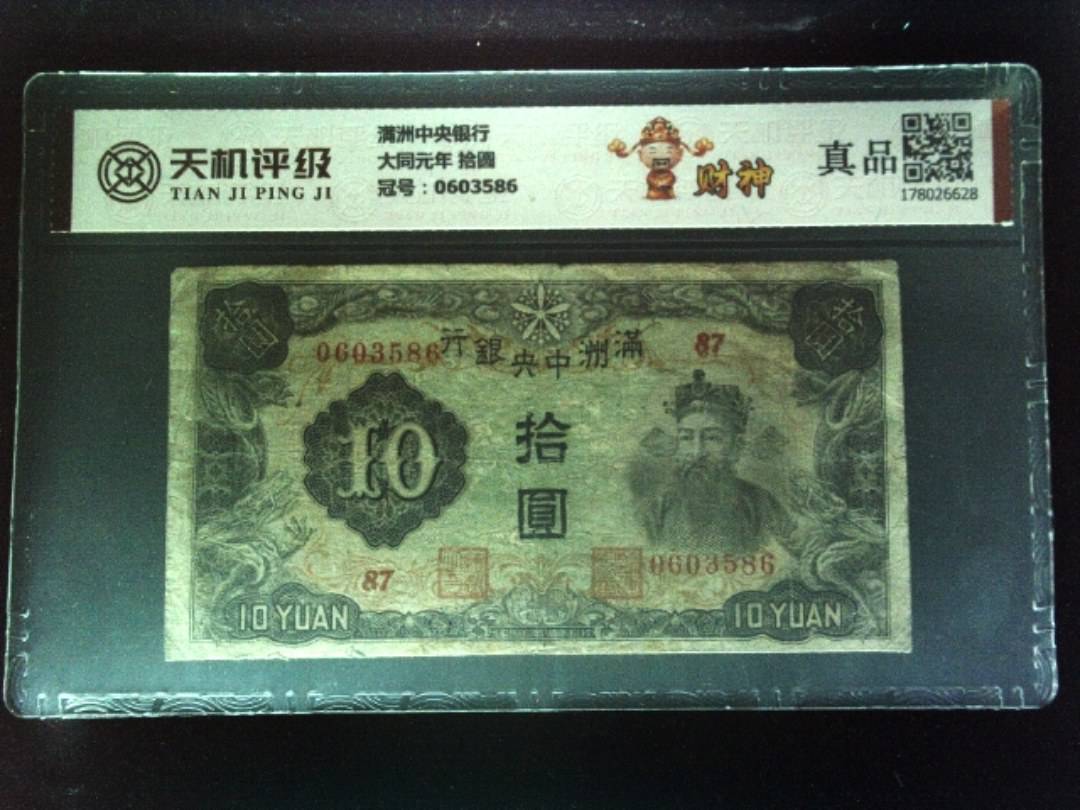 天机评级
TIAN JI PING JI
满洲中央银行
大同元年 拾圆
冠号：0603586
财神
真品
178026628
拾圓
拾圓
0603586
行銀央中洲滿
87
10
拾
圓
87
0603586
10 YUAN
10 YUAN